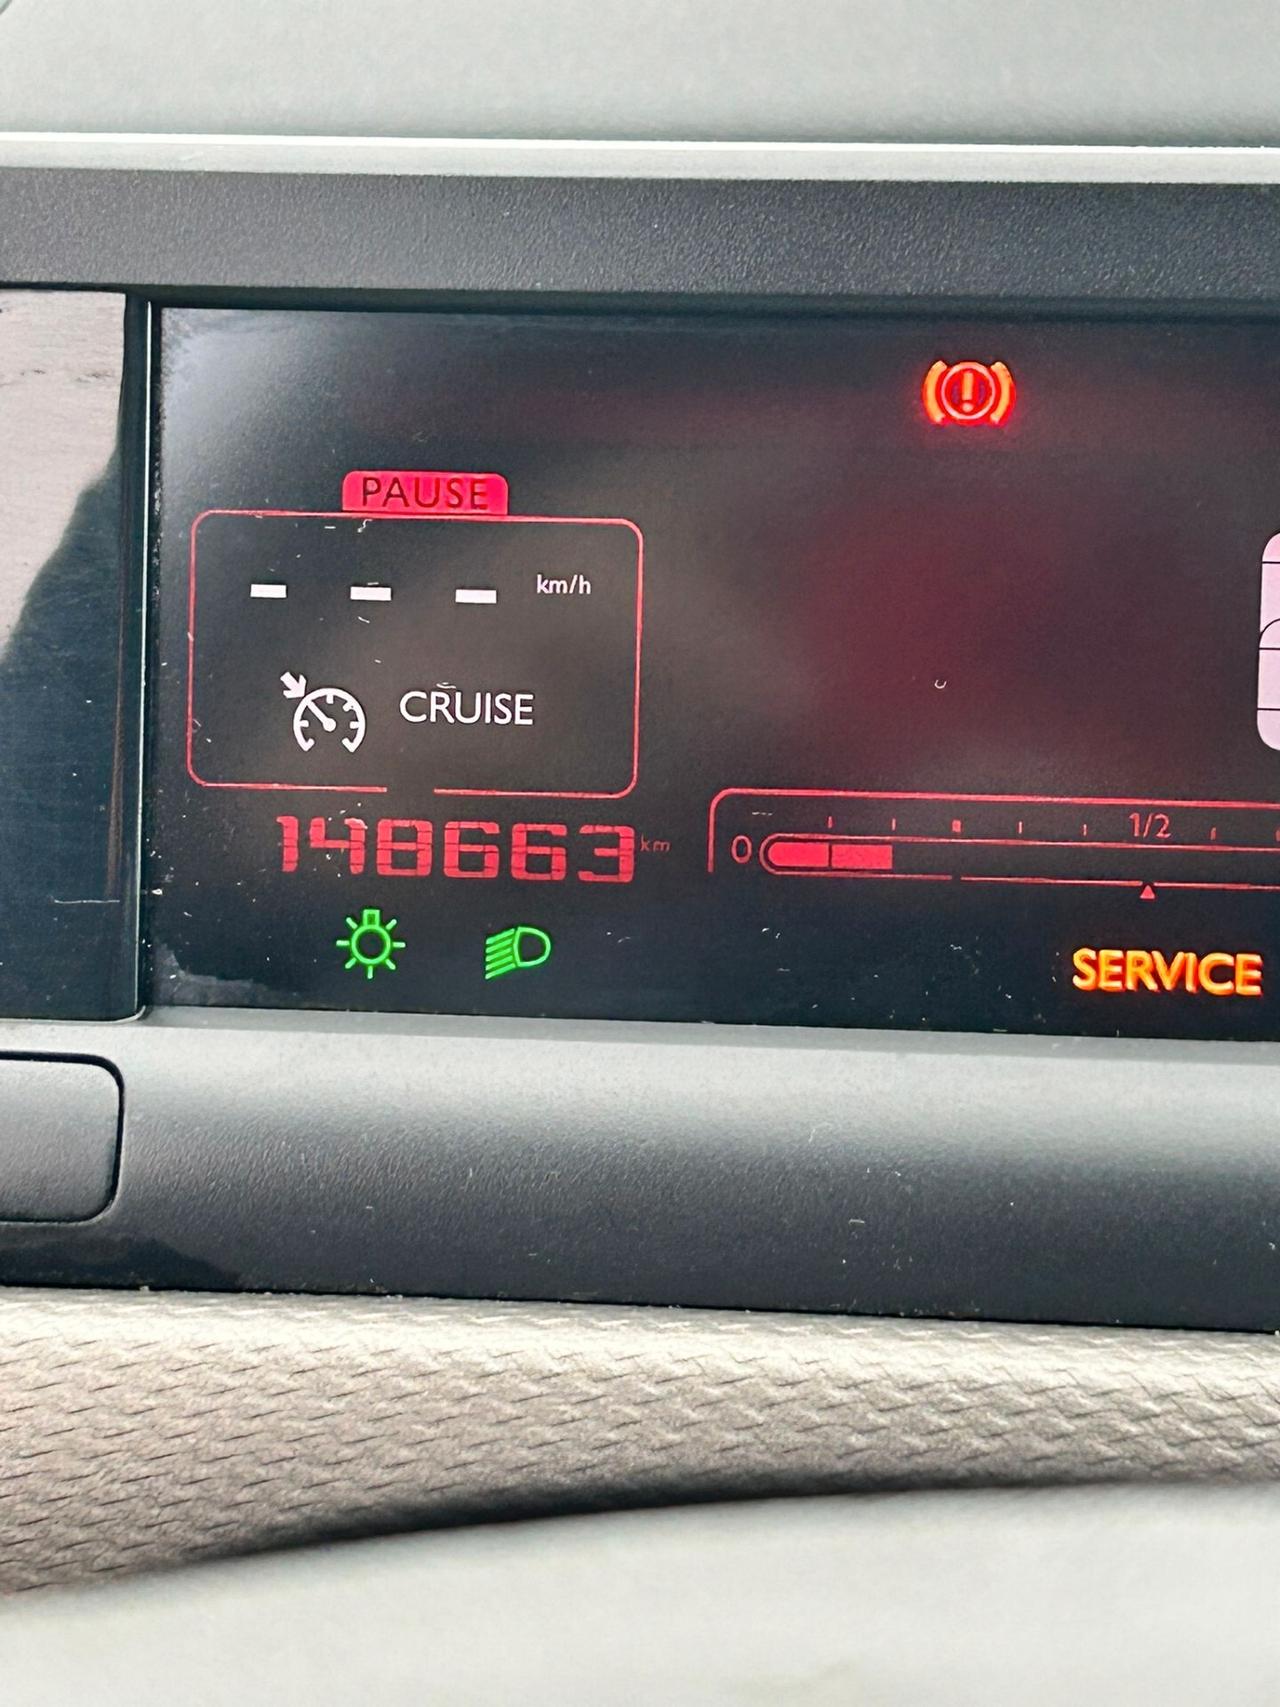 PAUSE
- - - km/h
CRUISE
148663 km
0 1/2
SERVICE